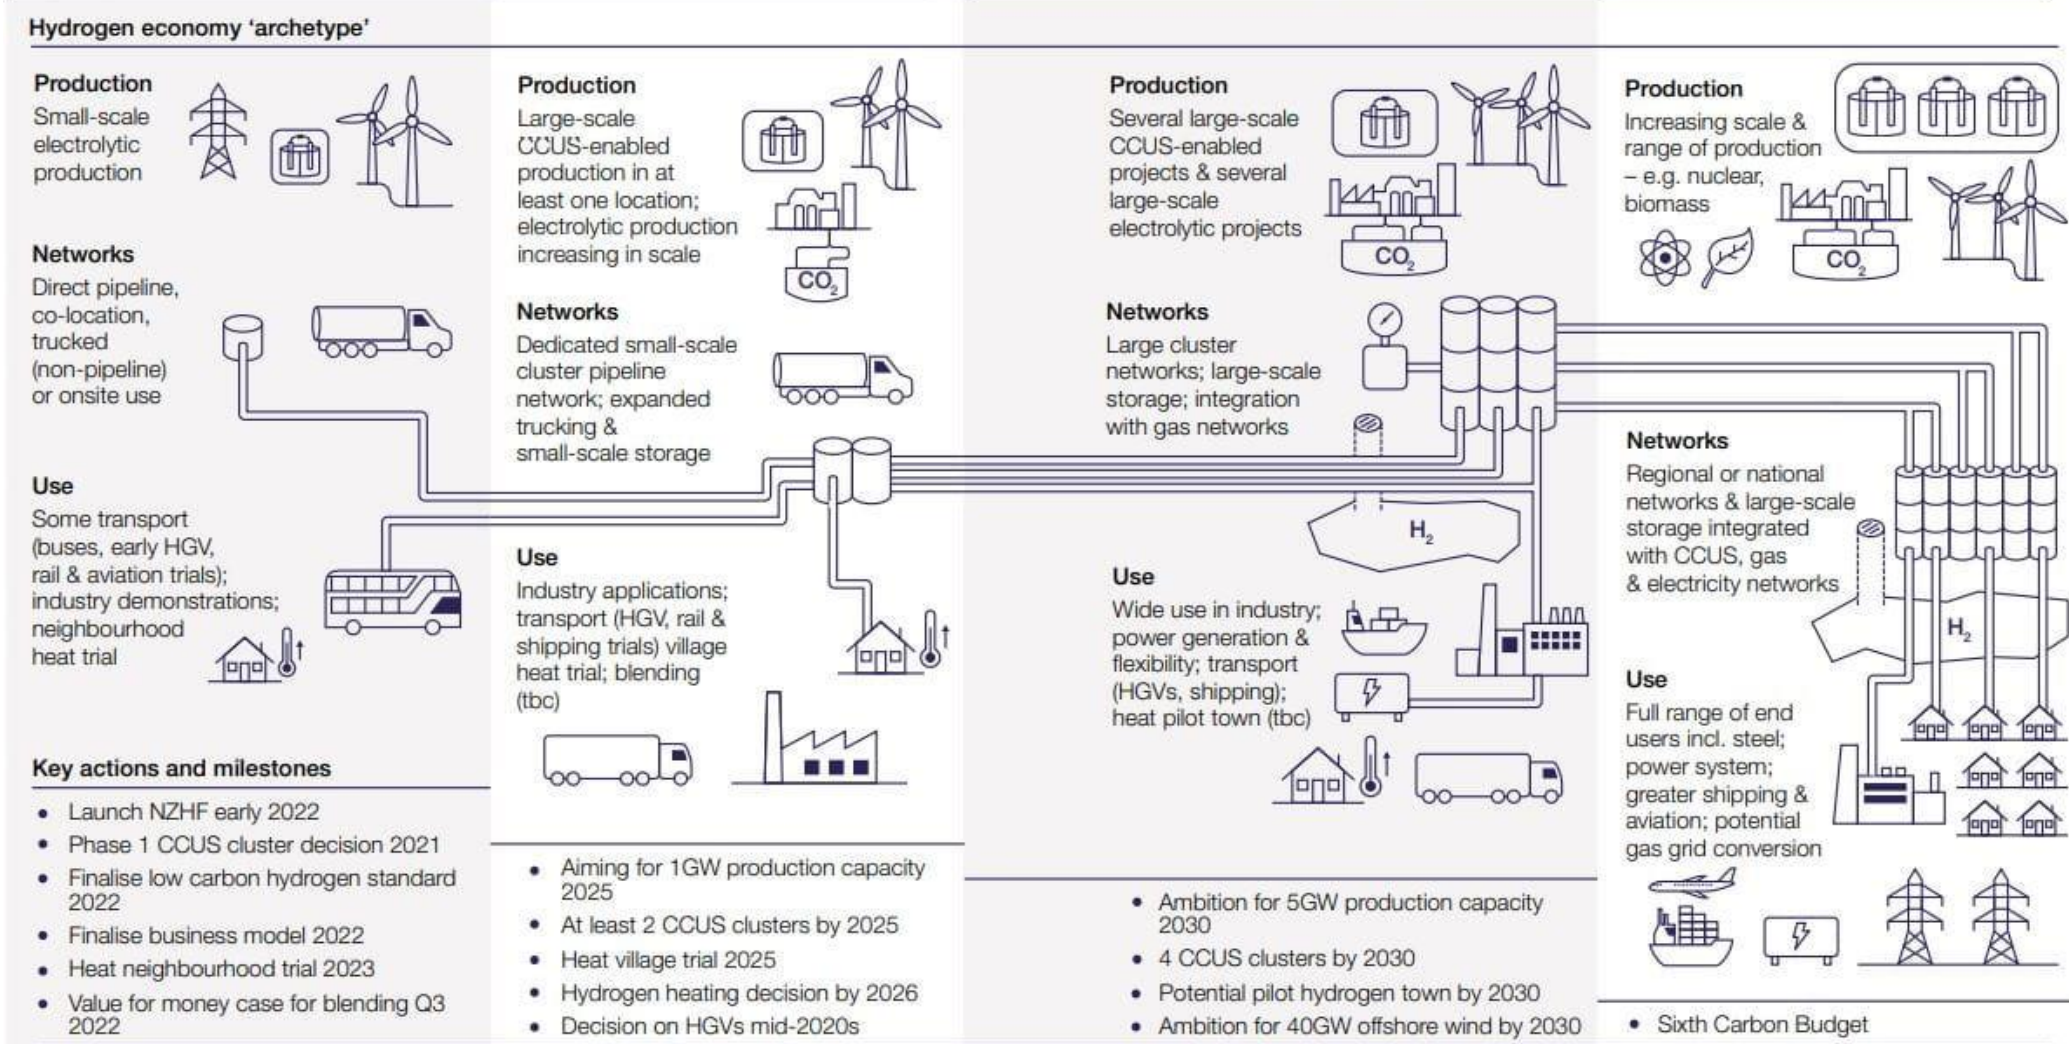 Hydrogen economy ‘archetype’
Production
Small-scale
electrolytic
production
Networks
Direct pipeline,
co-location,
trucked
(non-pipeline)
or onsite use
Use
Some transport
(buses, early HGV,
rail & aviation trials);
industry demonstrations;
neighbourhood
heat trial
Key actions and milestones
• Launch NZHF early 2022
• Phase 1 CCUS cluster decision 2021
• Finalise low carbon hydrogen standard
2022
• Finalise business model 2022
• Heat neighbourhood trial 2023
• Value for money case for blending Q3
2022
Production
Large-scale
CCUS-enabled
production in at
least one location;
electrolytic production
increasing in scale
CO2
Networks
Dedicated small-scale
cluster pipeline
network; expanded
trucking &
small-scale storage
Use
Industry applications;
transport (HGV, rail &
shipping trials) village
heat trial; blending
(tbc)
• Aiming for 1GW production capacity
2025
• At least 2 CCUS clusters by 2025
• Heat village trial 2025
• Hydrogen heating decision by 2026
• Decision on HGVs mid-2020s
Production
Several large-scale
CCUS-enabled
projects & several
large-scale
electrolytic projects
CO2
Networks
Large cluster
networks; large-scale
storage; integration
with gas networks
H2
Use
Wide use in industry;
power generation &
flexibility; transport
(HGVs, shipping);
heat pilot town (tbc)
• Ambition for 5GW production capacity
2030
• 4 CCUS clusters by 2030
• Potential pilot hydrogen town by 2030
• Ambition for 40GW offshore wind by 2030
Production
Increasing scale &
range of production
– e.g. nuclear,
biomass
CO2
Networks
Regional or national
networks & large-scale
storage integrated
with CCUS, gas
& electricity networks
H2
Use
Full range of end
users incl. steel;
power system;
greater shipping &
aviation; potential
gas grid conversion
• Sixth Carbon Budget